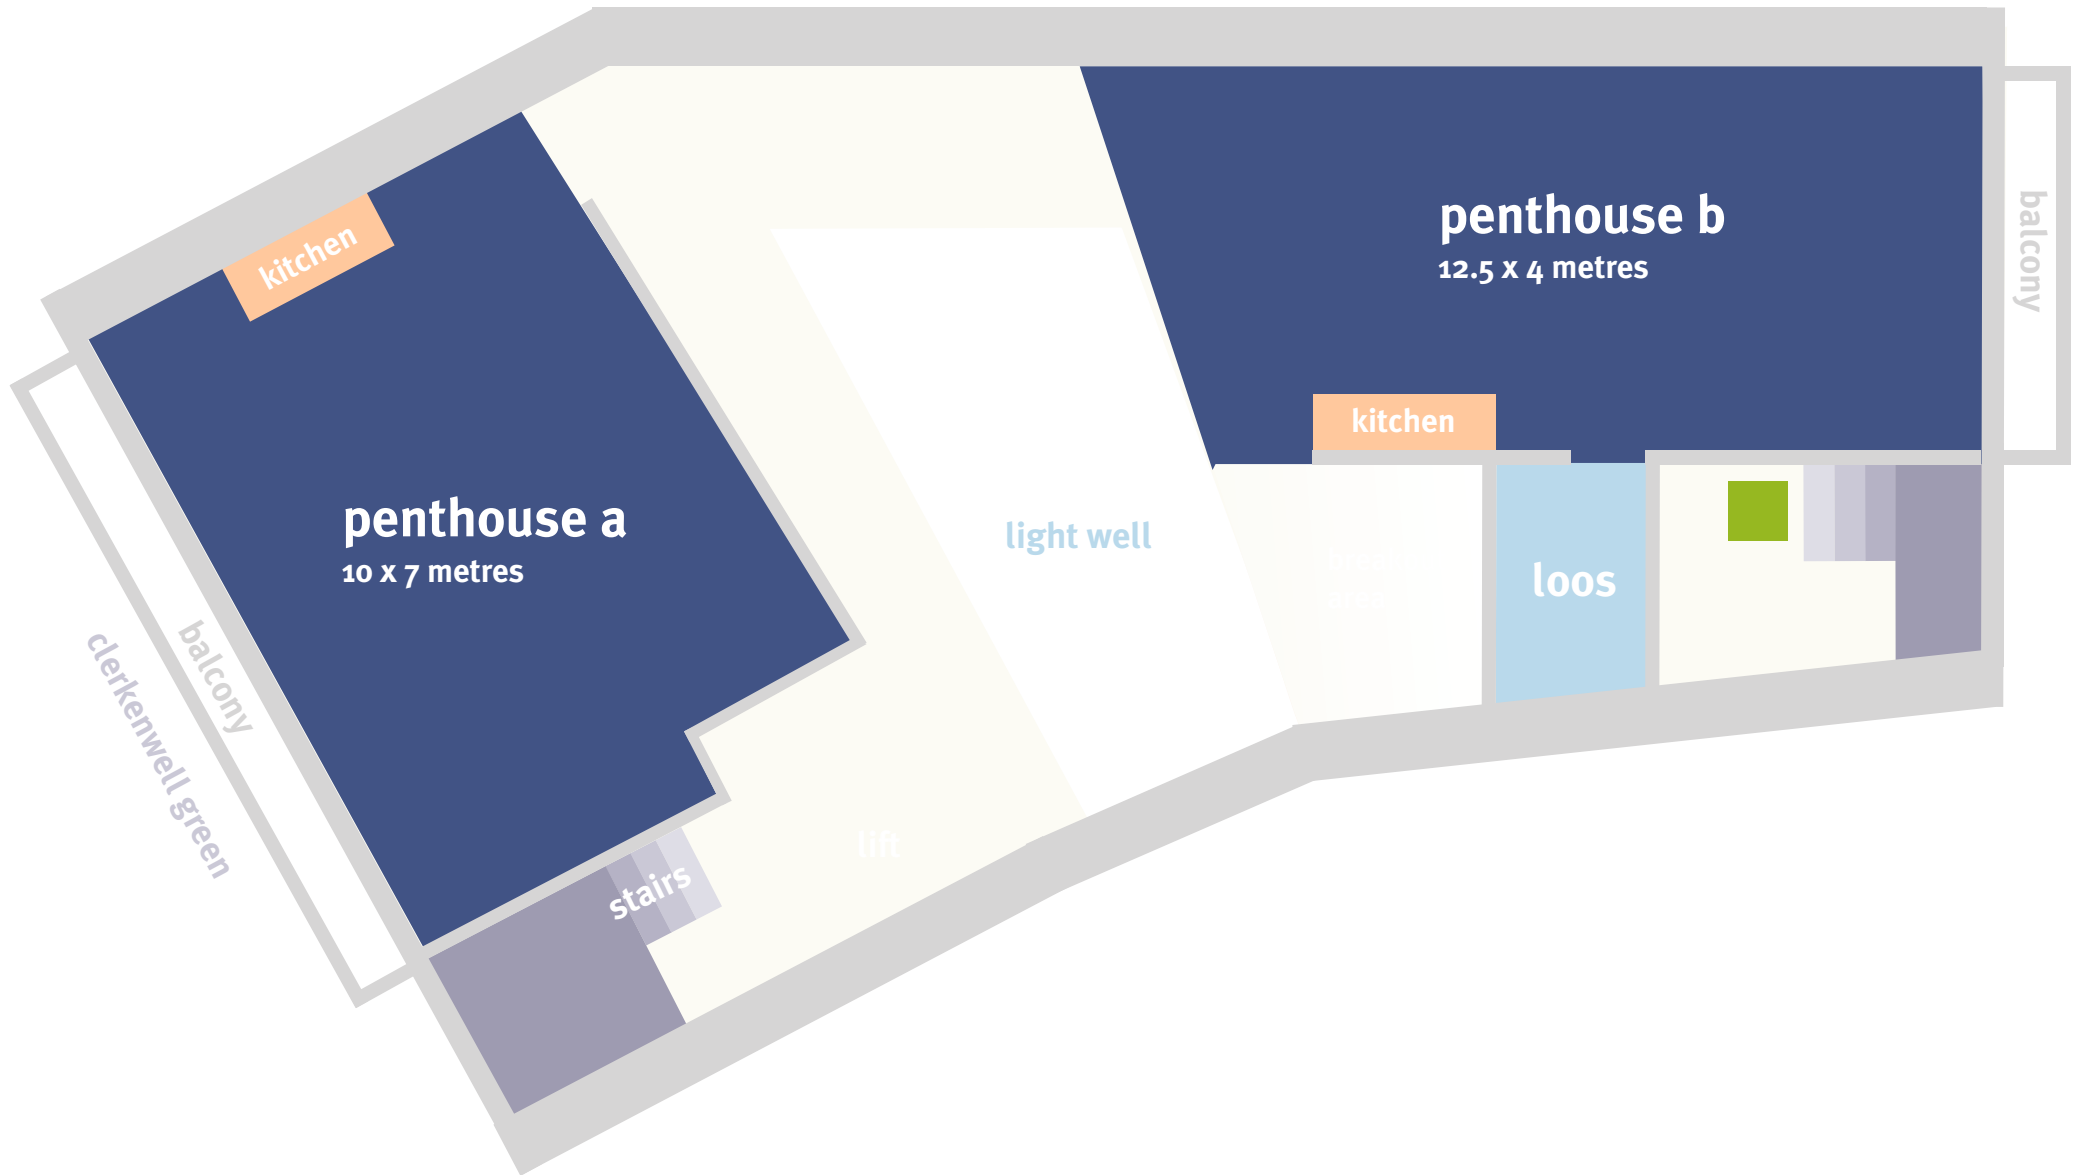 penthouse b
12.5 x 4 metres
balcony
kitchen
kitchen
penthouse a
10 x 7 metres
light well
loos
balcony
clerkenwell green
lift
stairs